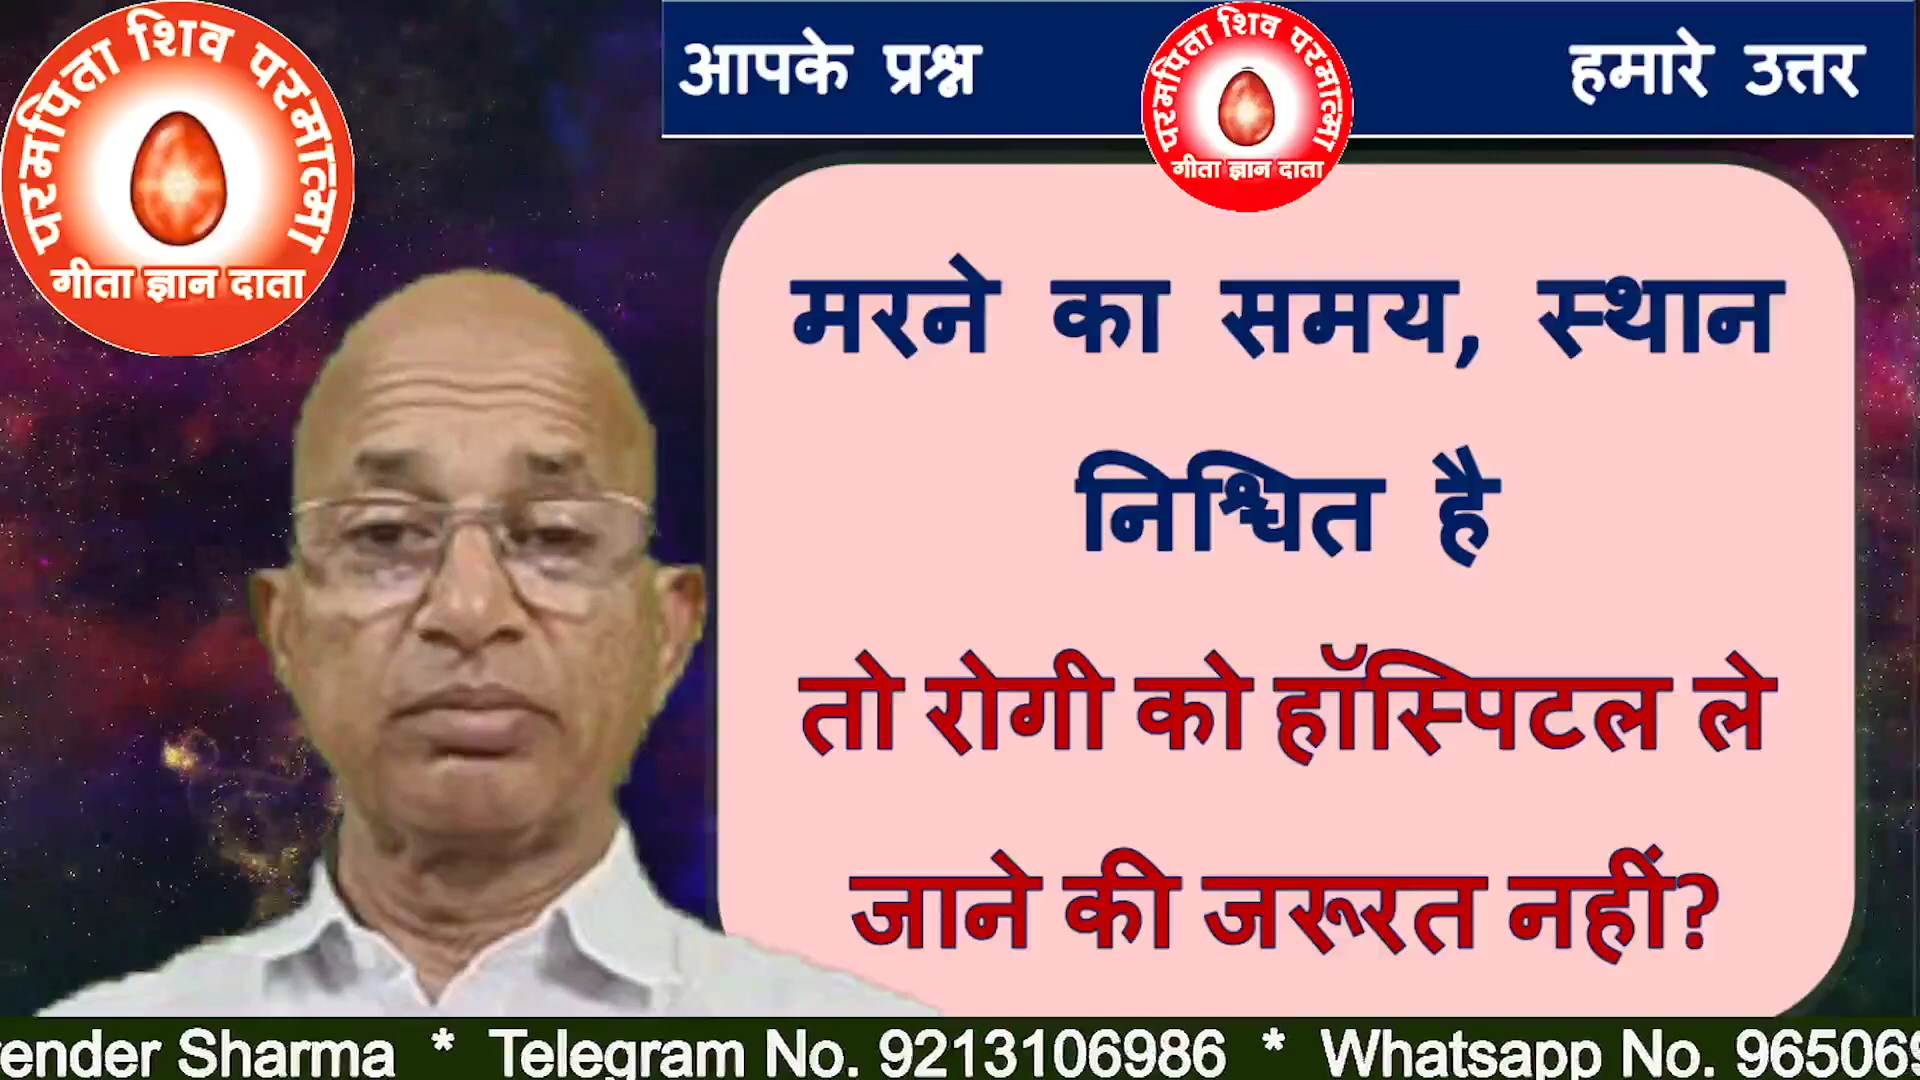 परमपिता शिव परमात्मा
गीता ज्ञान दाता
आपके प्रश्न
परमपिता शिव परमात्मा
गीता ज्ञान दाता
हमारे उत्तर
मरने का समय, स्थान
निश्चित है
तो रोगी को हॉस्पिटल ले
जाने की जरूरत नहीं?
ender Sharma * Telegram No. 9213106986 * Whatsapp No. 965069